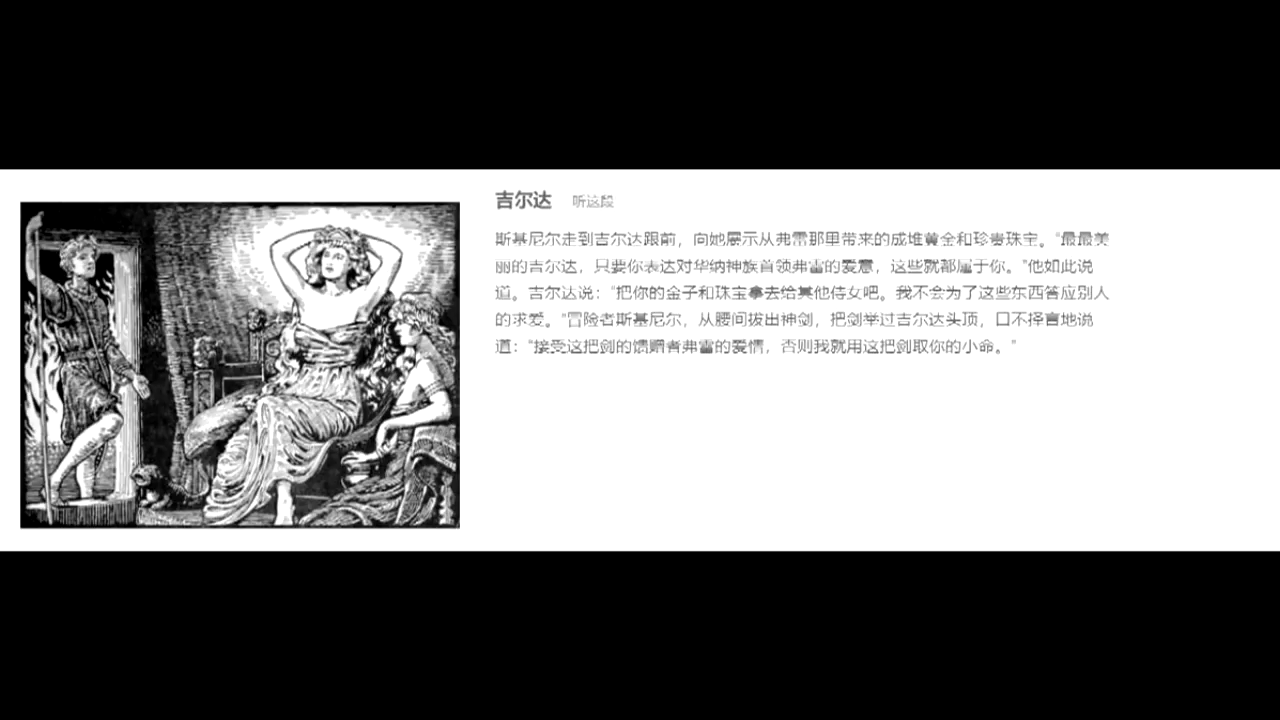 吉尔达 听这段
斯基尼尔走到吉尔达跟前，向她展示从弗雷那里带来的成堆黄金和珍贵珠宝。“最最美
丽的吉尔达，只要你表达对华纳神族首领弗雷的爱意，这些就都属于你。”他如此说
道。吉尔达说：“把你的金子和珠宝拿去给其他侍女吧。我不会为了这些东西答应别人
的求爱。”冒险者斯基尼尔，从腰间拔出神剑，把剑举过吉尔达头顶，口不择言地说
道：“接受这把剑的馈赠者弗雷的爱情，否则我就用这把剑取你的小命。”